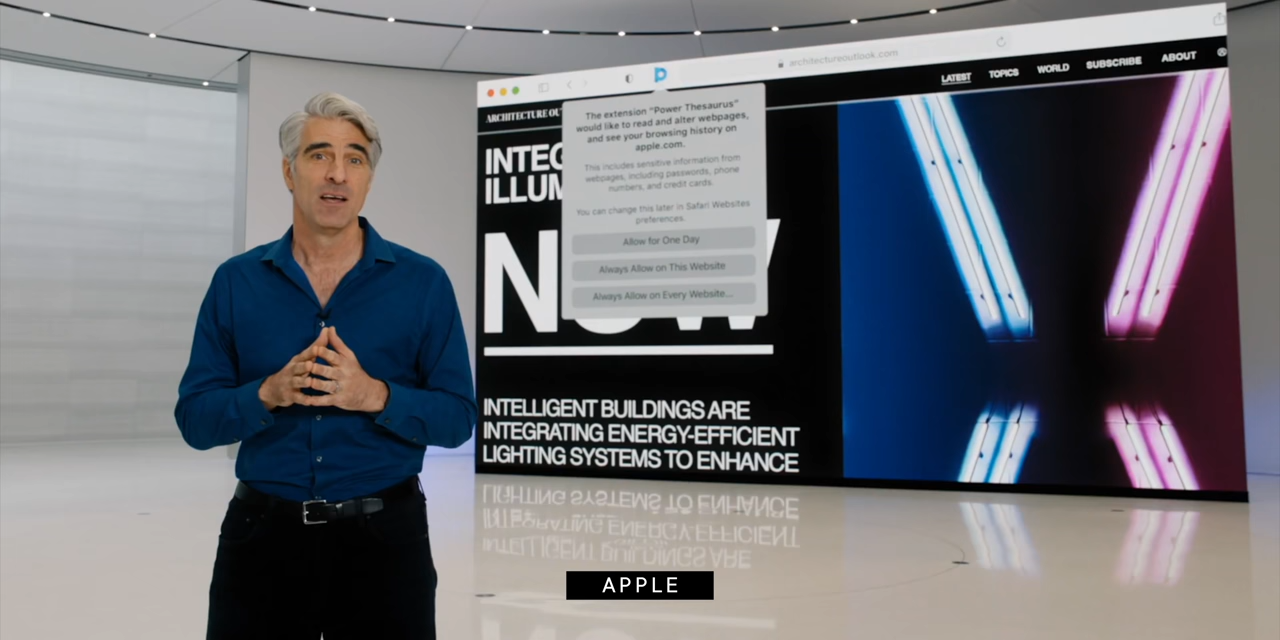 architectureoutlook.com
LATEST
TOPICS
WORLD
SUBSCRIBE
ABOUT
ARCHITECTURE OU
INTEG
ILLUM
NOW
The extension “Power Thesaurus”
would like to read and alter webpages,
and see your browsing history on
apple.com.
This includes sensitive information from
webpages, including passwords, phone
numbers, and credit cards.
You can change this later in Safari Websites
preferences.
Allow for One Day
Always Allow on This Website
Always Allow on Every Website...
INTELLIGENT BUILDINGS ARE
INTEGRATING ENERGY-EFFICIENT
LIGHTING SYSTEMS TO ENHANCE
APPLE